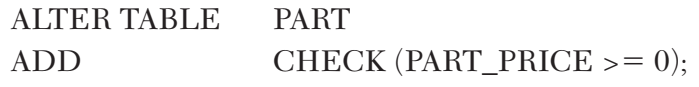 ALTER TABLE PART
ADD CHECK (PART_PRICE >= 0);